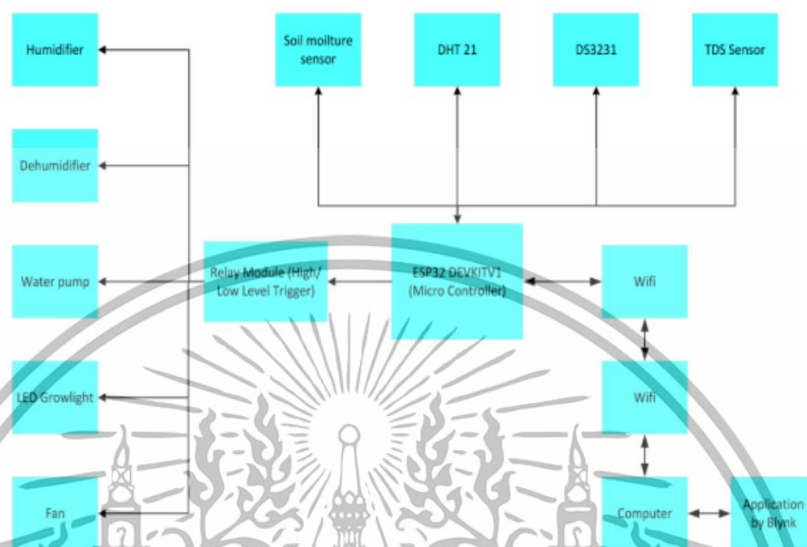 Humidifier
Soil moilture
sensor
DHT 21
DS3231
TDS Sensor
Dehumidifier
Water pump
Relay Module (High/
Low Level Trigger)
ESP32 DEVKITV1
(Micro Controller)
Wifi
LED Growlight
Wifi
Fan
Computer
Application
by Blynk